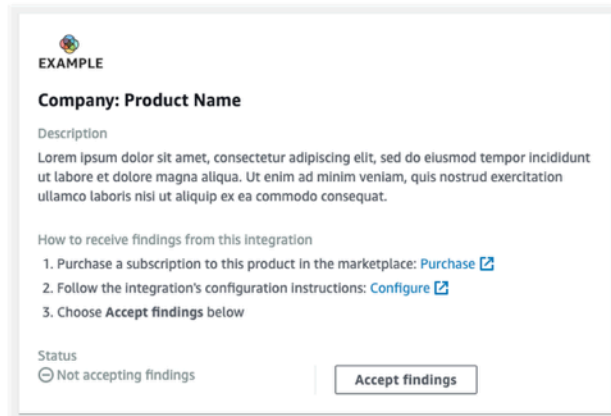 EXAMPLE
Company: Product Name
Description
Lorem ipsum dolor sit amet, consectetur adipiscing elit, sed do eiusmod tempor incididunt
ut labore et dolore magna aliqua. Ut enim ad minim veniam, quis nostrud exercitation
ullamco laboris nisi ut aliquip ex ea commodo consequat.
How to receive findings from this integration
1. Purchase a subscription to this product in the marketplace: Purchase
2. Follow the integration's configuration instructions: Configure
3. Choose Accept findings below
Status
Not accepting findings
Accept findings